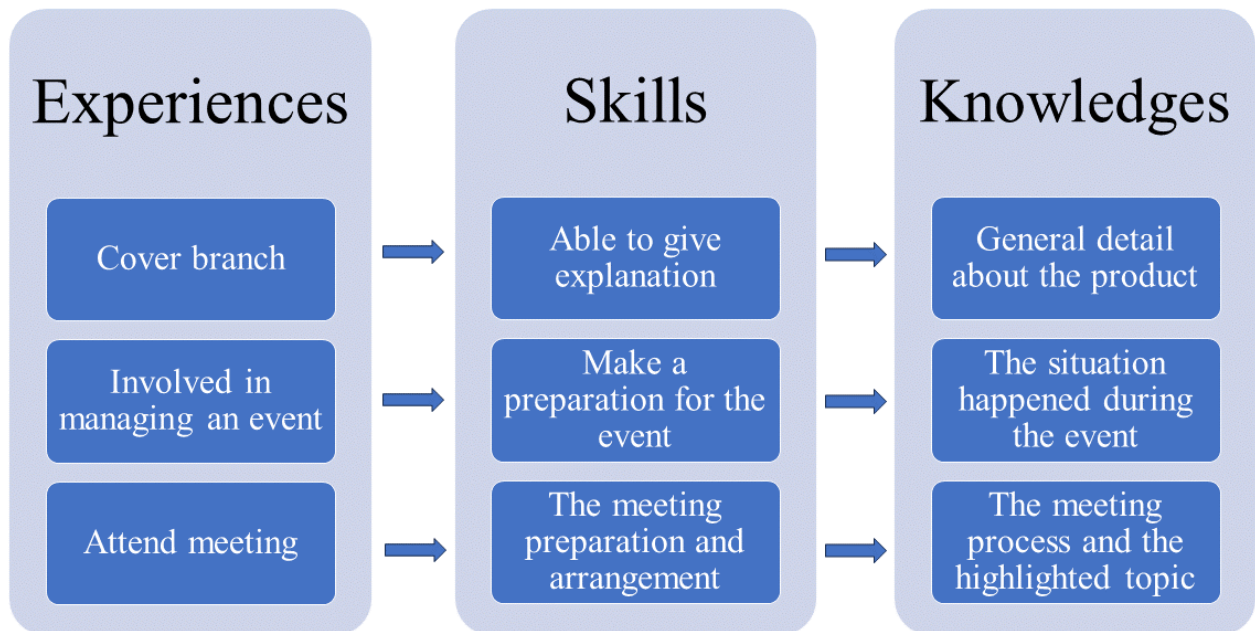 Experiences
Cover branch
Involved in
managing an event
Attend meeting
Skills
Able to give
explanation
Make a
preparation for the
event
The meeting
preparation and
arrangement
Knowledges
General detail
about the product
The situation
happened during
the event
The meeting
process and the
highlighted topic